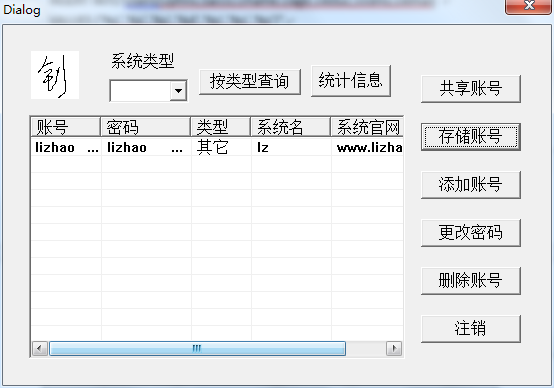 Dialog
系统类型
按类型查询
统计信息
账号 密码 类型 系统名 系统官网
lizhao ... lizhao ... 其它 lz www.lizha
共享账号
存储账号
添加账号
更改密码
删除账号
注销